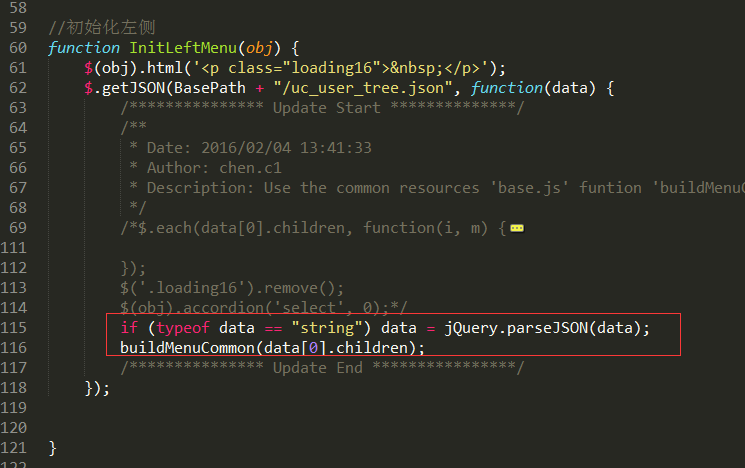 58
59 //初始化左侧
60 function InitLeftMenu(obj) {
61 $(obj).html('<p class="loading16">&nbsp;</p>');
62 $.getJSON(BasePath + "/uc_user_tree.json", function(data) {
63 /*************** Update Start **************/
64 /**
65 * Date: 2016/02/04 13:41:33
66 * Author: chen.c1
67 * Description: Use the common resources 'base.js' funtion 'buildMenuC
68 */
69 /*$.each(data[0].children, function(i, m) {
111
112 });
113 $('.loading16').remove();
114 $(obj).accordion('select', 0);*/
115 if (typeof data == "string") data = jQuery.parseJSON(data);
116 buildMenuCommon(data[0].children);
117 /*************** Update End ****************/
118 });
119
120
121 }